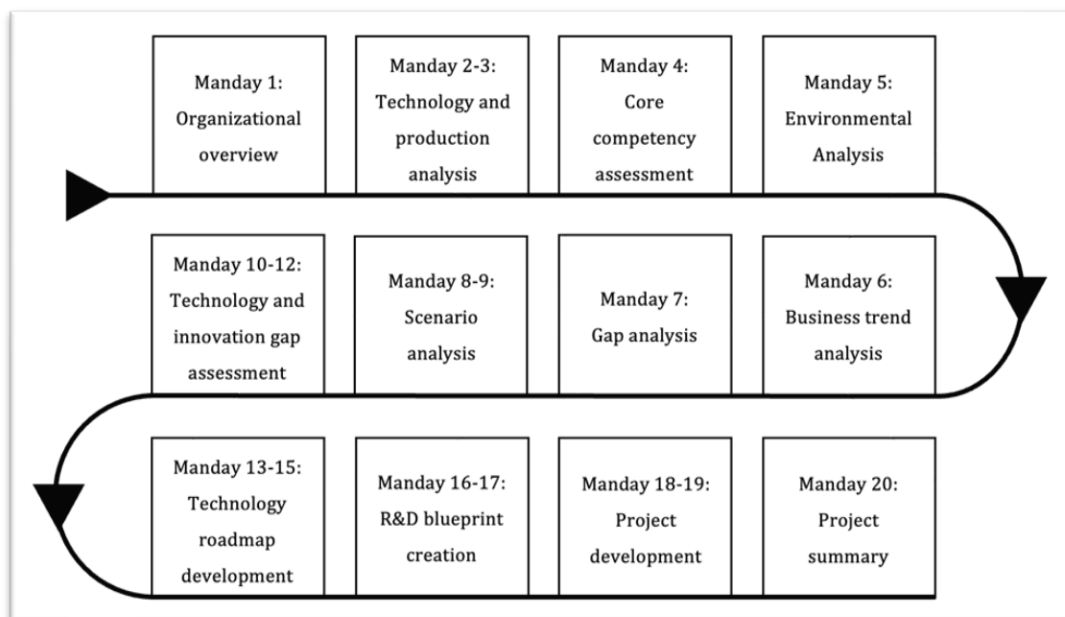 Manday 1:
Organizational
overview
Manday 2-3:
Technology and
production
analysis
Manday 4:
Core
competency
assessment
Manday 5:
Environmental
Analysis
Manday 10-12:
Technology and
innovation gap
assessment
Manday 8-9:
Scenario
analysis
Manday 7:
Gap analysis
Manday 6:
Business trend
analysis
Manday 13-15:
Technology
roadmap
development
Manday 16-17:
R&D blueprint
creation
Manday 18-19:
Project
development
Manday 20:
Project
summary